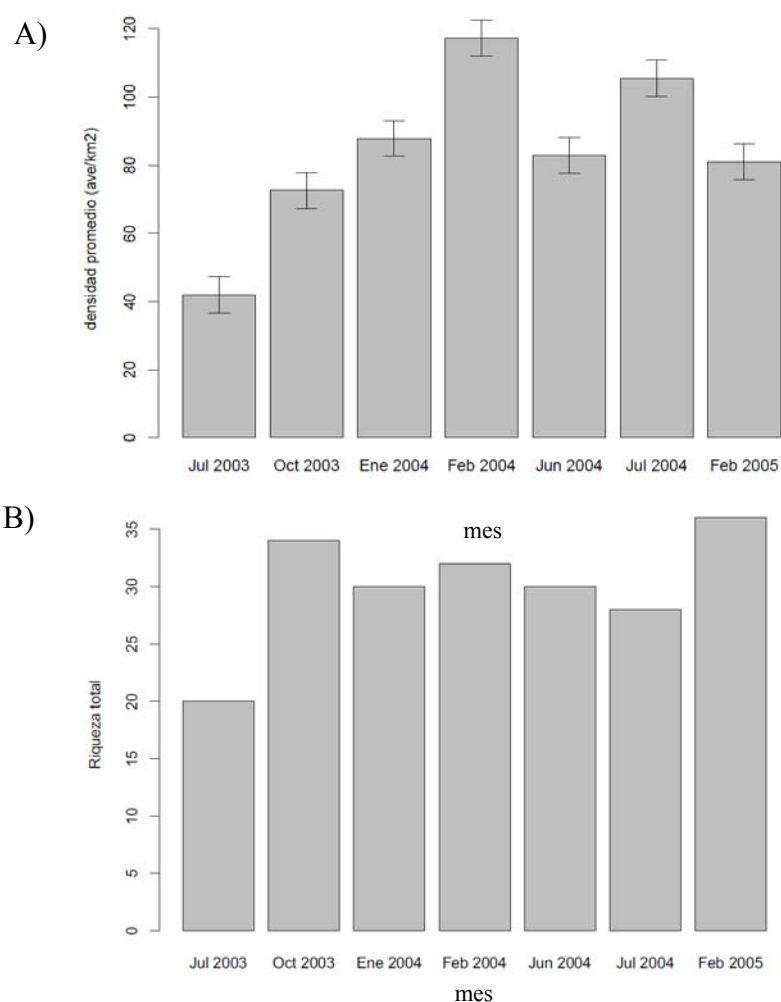 A)
densidad promedio (ave/km2)
120
100
80
60
40
20
0
Jul 2003 Oct 2003 Ene 2004 Feb 2004 Jun 2004 Jul 2004 Feb 2005
mes
B)
Riqueza total
35
30
25
20
15
10
5
0
Jul 2003 Oct 2003 Ene 2004 Feb 2004 Jun 2004 Jul 2004 Feb 2005
mes